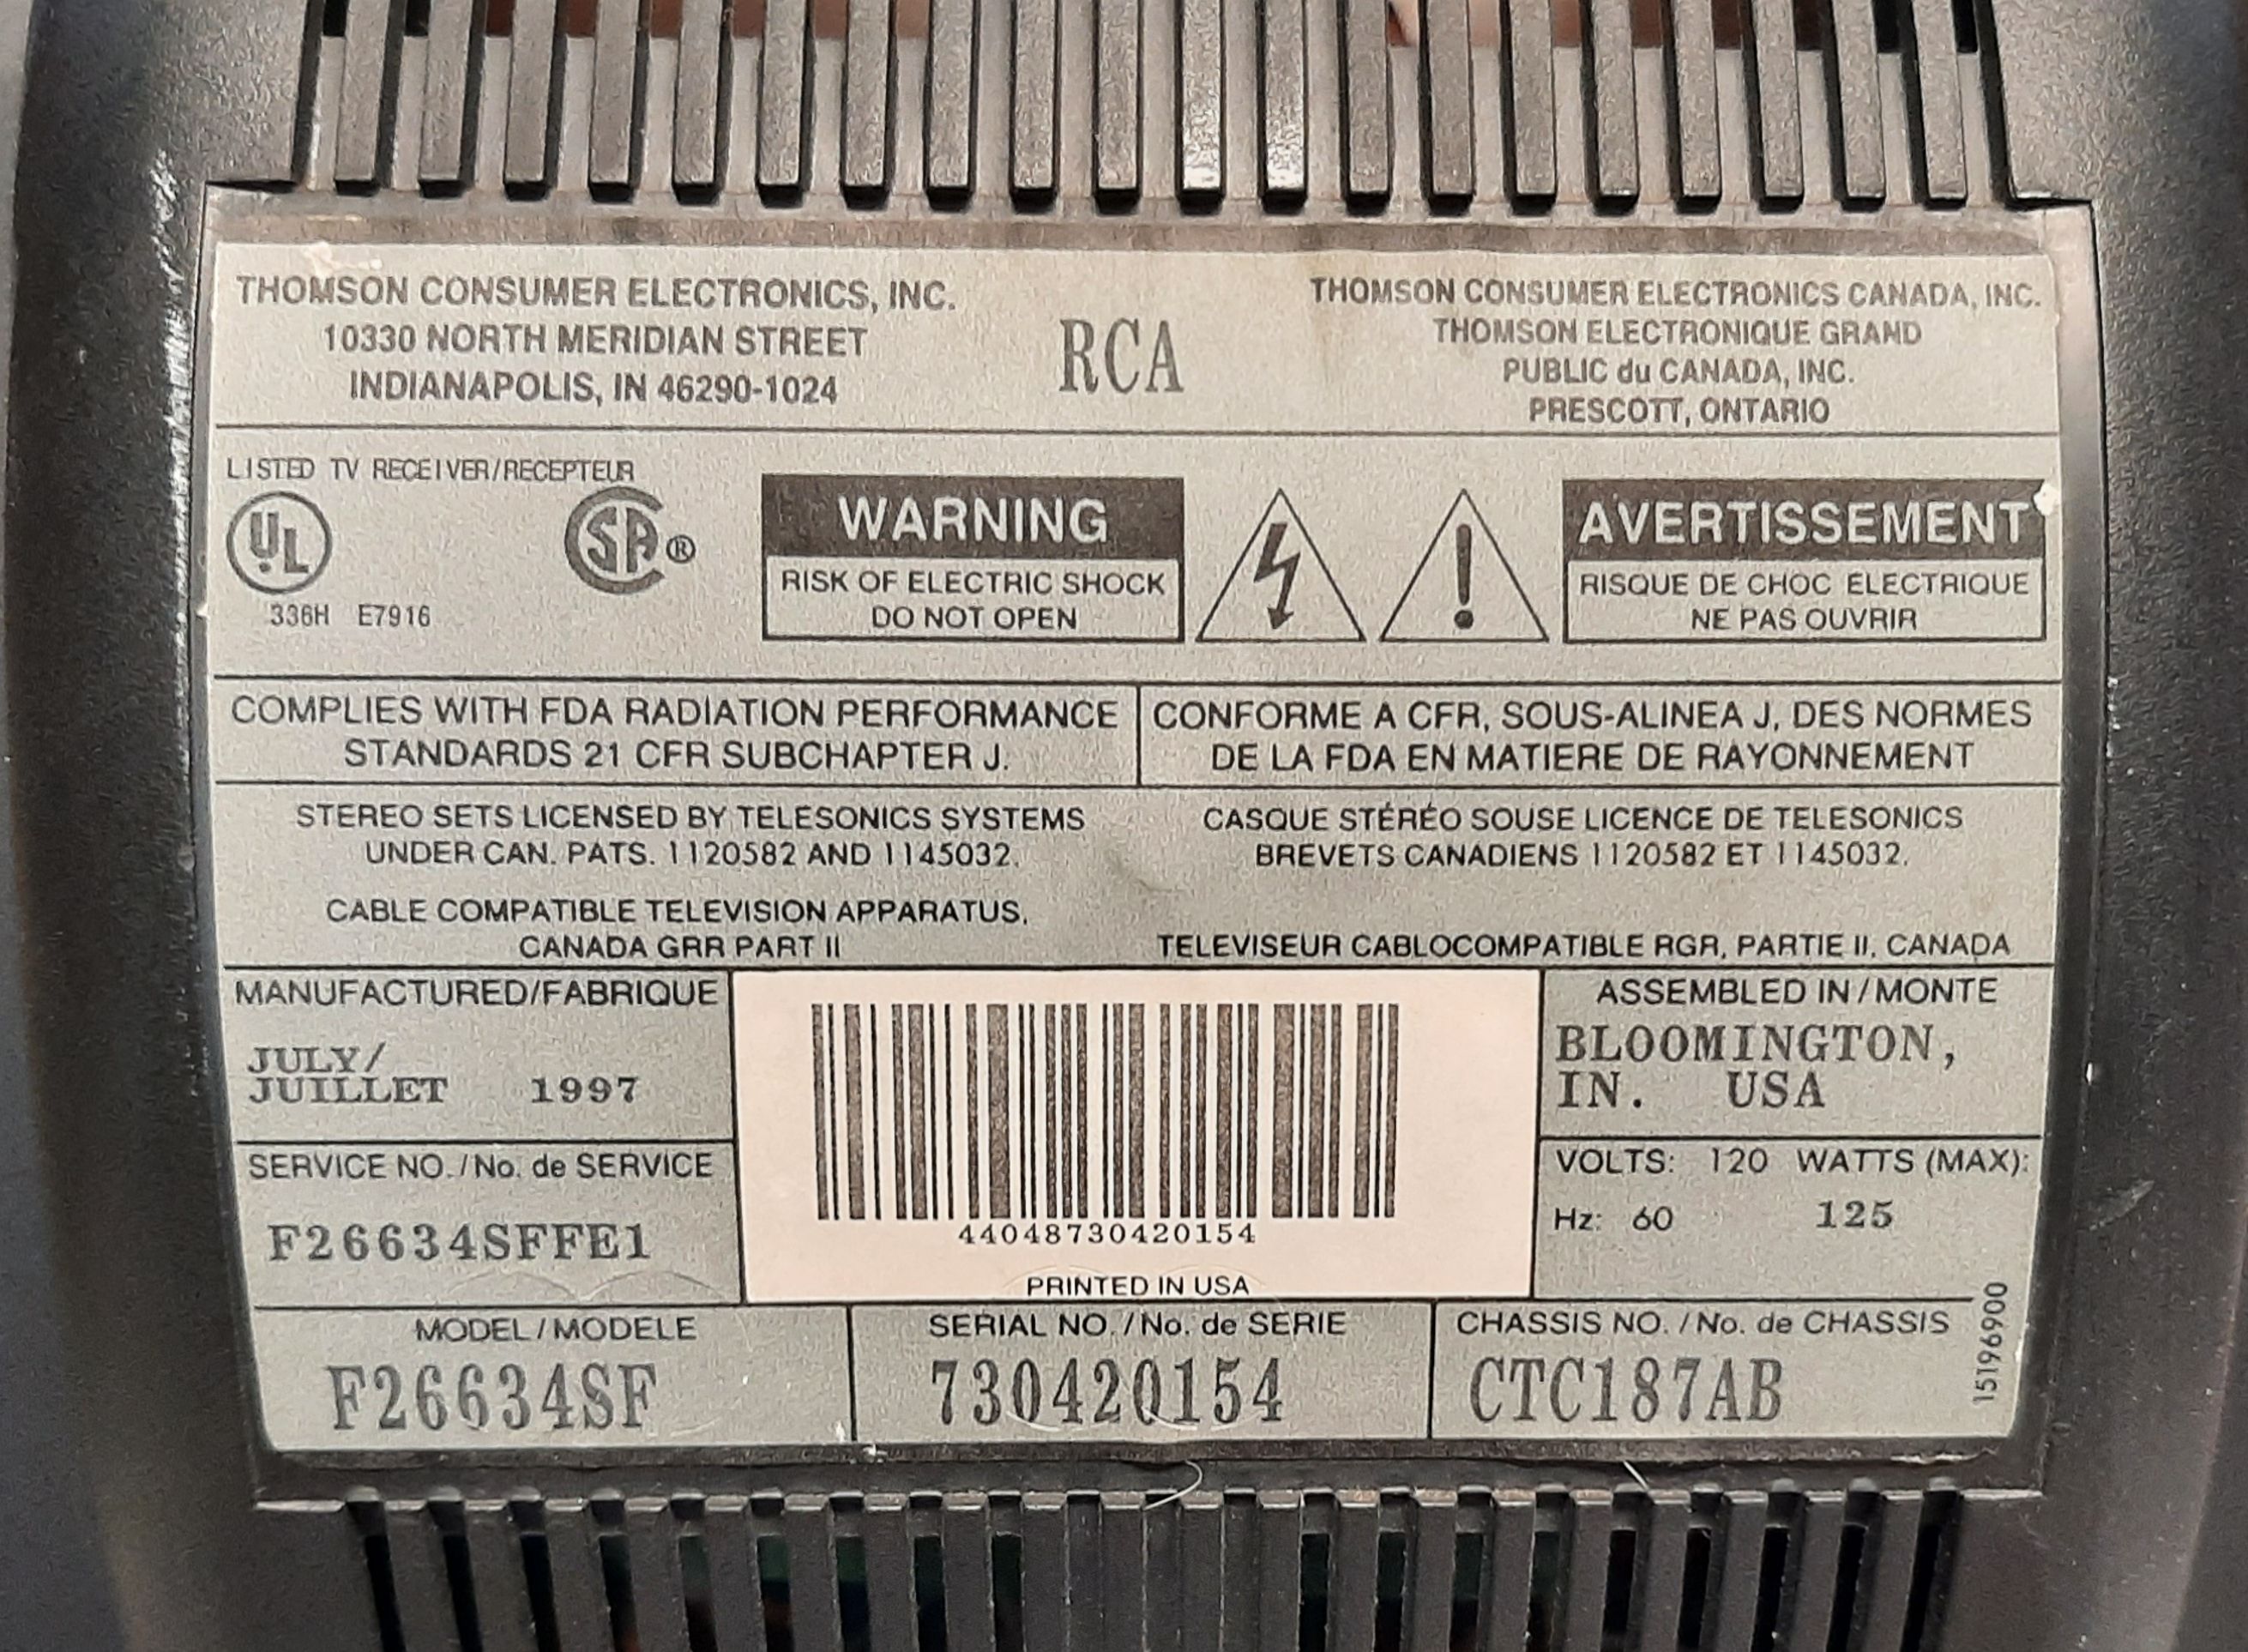 THOMSON CONSUMER ELECTRONICS, INC.
10330 NORTH MERIDIAN STREET
INDIANAPOLIS, IN 46290-1024
RCA
THOMSON CONSUMER ELECTRONICS CANADA, INC.
THOMSON ELECTRONIQUE GRAND
PUBLIC du CANADA, INC.
PRESCOTT, ONTARIO
LISTED TV RECEIVER/RECEPTEUR
UL
SA®
336H E7916
WARNING
RISK OF ELECTRIC SHOCK
DO NOT OPEN
AVERTISSEMENT
RISQUE DE CHOC ELECTRIQUE
NE PAS OUVRIR
COMPLIES WITH FDA RADIATION PERFORMANCE
STANDARDS 21 CFR SUBCHAPTER J.
CONFORME A CFR, SOUS-ALINEA J, DES NORMES
DE LA FDA EN MATIERE DE RAYONNEMENT
STEREO SETS LICENSED BY TELESONICS SYSTEMS
UNDER CAN. PATS. 1120582 AND 1145032.
CASQUE STÉRÉO SOUSE LICENCE DE TELESONICS
BREVETS CANADIENS 1120582 ET 1145032.
CABLE COMPATIBLE TELEVISION APPARATUS,
CANADA GRR PART II
TELEVISEUR CABLOCOMPATIBLE RGR, PARTIE II, CANADA
MANUFACTURED/FABRIQUE
JULY/
JUILLET 1997
SERVICE NO./No. de SERVICE
F26634SFFE1
44048730420154
PRINTED IN USA
ASSEMBLED IN/MONTE
BLOOMINGTON,
IN. USA
VOLTS: 120 WATTS (MAX):
Hz: 60 125
MODEL/MODELE
F26634SF
SERIAL NO./No. de SERIE
730420154
CHASSIS NO./No. de CHASSIS
CTC187AB
15196900